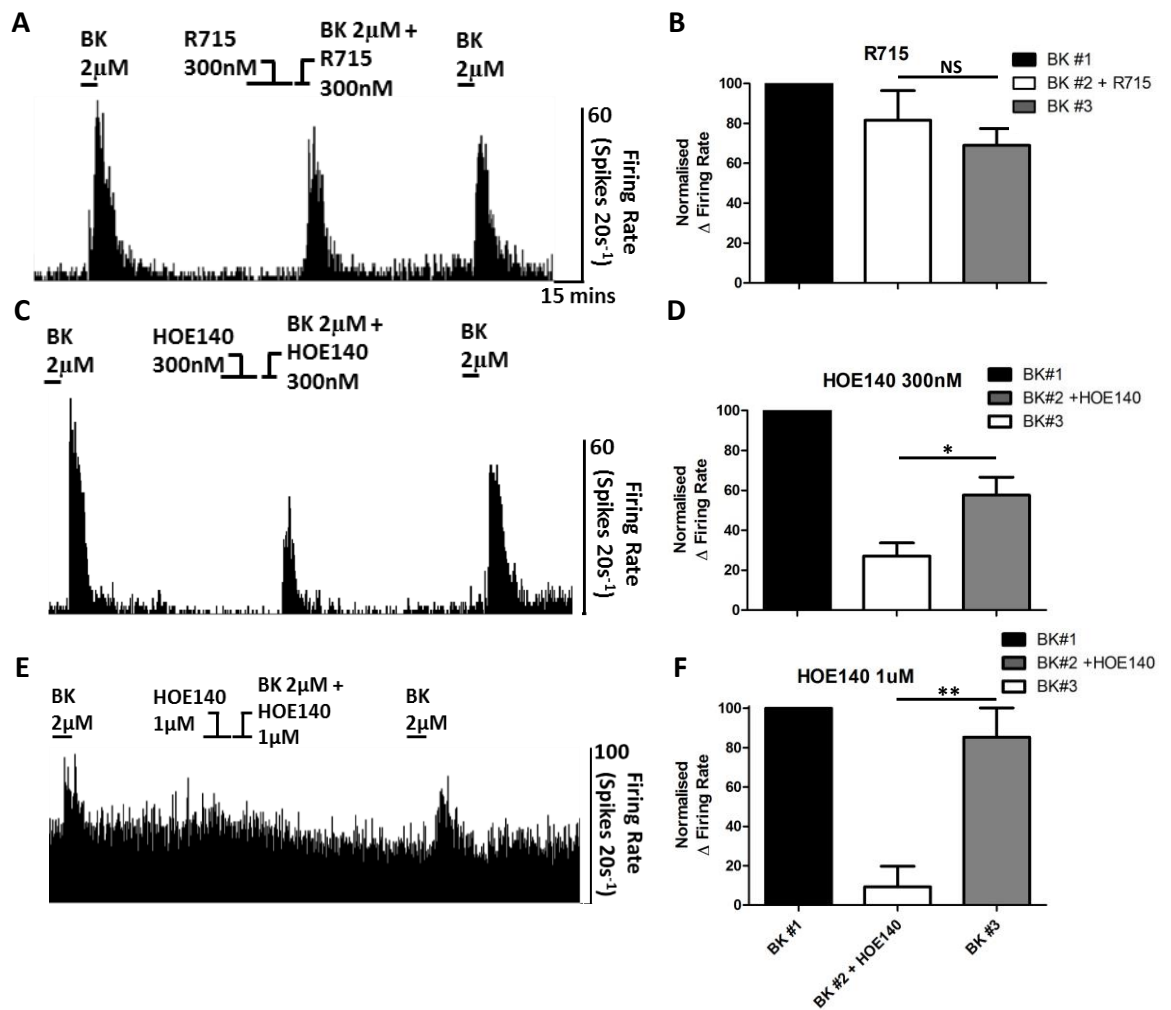 A
BK
2μM
R715
300nM
BK 2μM +
R715
300nM
BK
2μM
60
Firing Rate
(Spikes 20s-1)
15 mins
B
R715
BK #1
BK #2 + R715
BK #3
NS
100
80
60
40
20
0
Normalised
Δ Firing Rate
C
BK
2μM
HOE140
300nM
BK 2μM +
HOE140
300nM
BK
2μM
60
Firing Rate
(Spikes 20s-1)
D
HOE140 300nM
BK#1
BK#2 +HOE140
BK#3
*
100
80
60
40
20
0
Normalised
Δ Firing Rate
E
BK
2μM
HOE140
1μM
BK 2μM +
HOE140
1μM
BK
2μM
100
Firing Rate
(Spikes 20s-1)
F
HOE140 1uM
BK#1
BK#2 +HOE140
BK#3
**
100
80
60
40
20
0
Normalised
Δ Firing Rate
BK #1
BK #2 + HOE140
BK #3